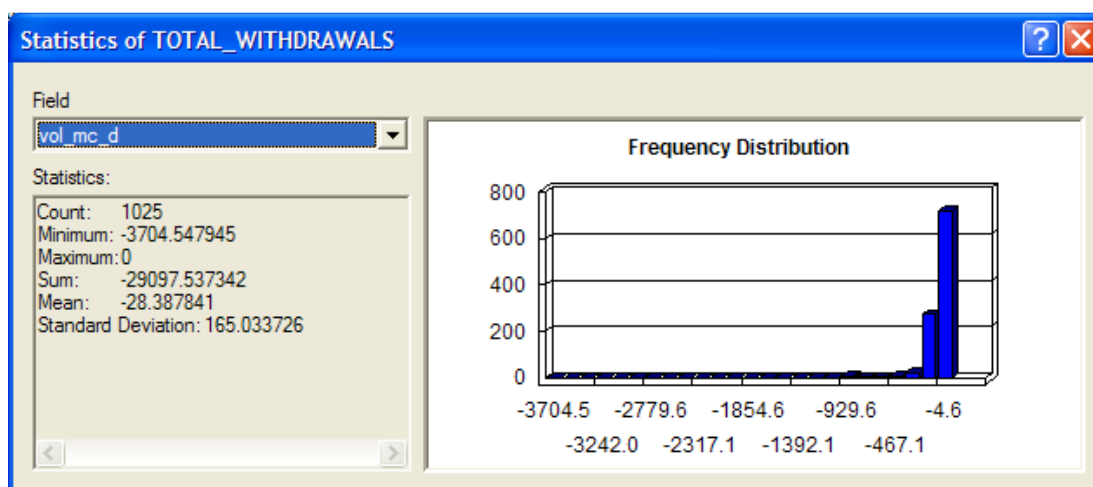 Statistics of TOTAL_WITHDRAWALS
Field
vol_mc_d
Statistics:
Count: 1025
Minimum: -3704.547945
Maximum: 0
Sum: -29097.537342
Mean: -28.387841
Standard Deviation: 165.033726
Frequency Distribution
800
600
400
200
0
-3704.5 -2779.6 -1854.6 -929.6 -4.6
-3242.0 -2317.1 -1392.1 -467.1